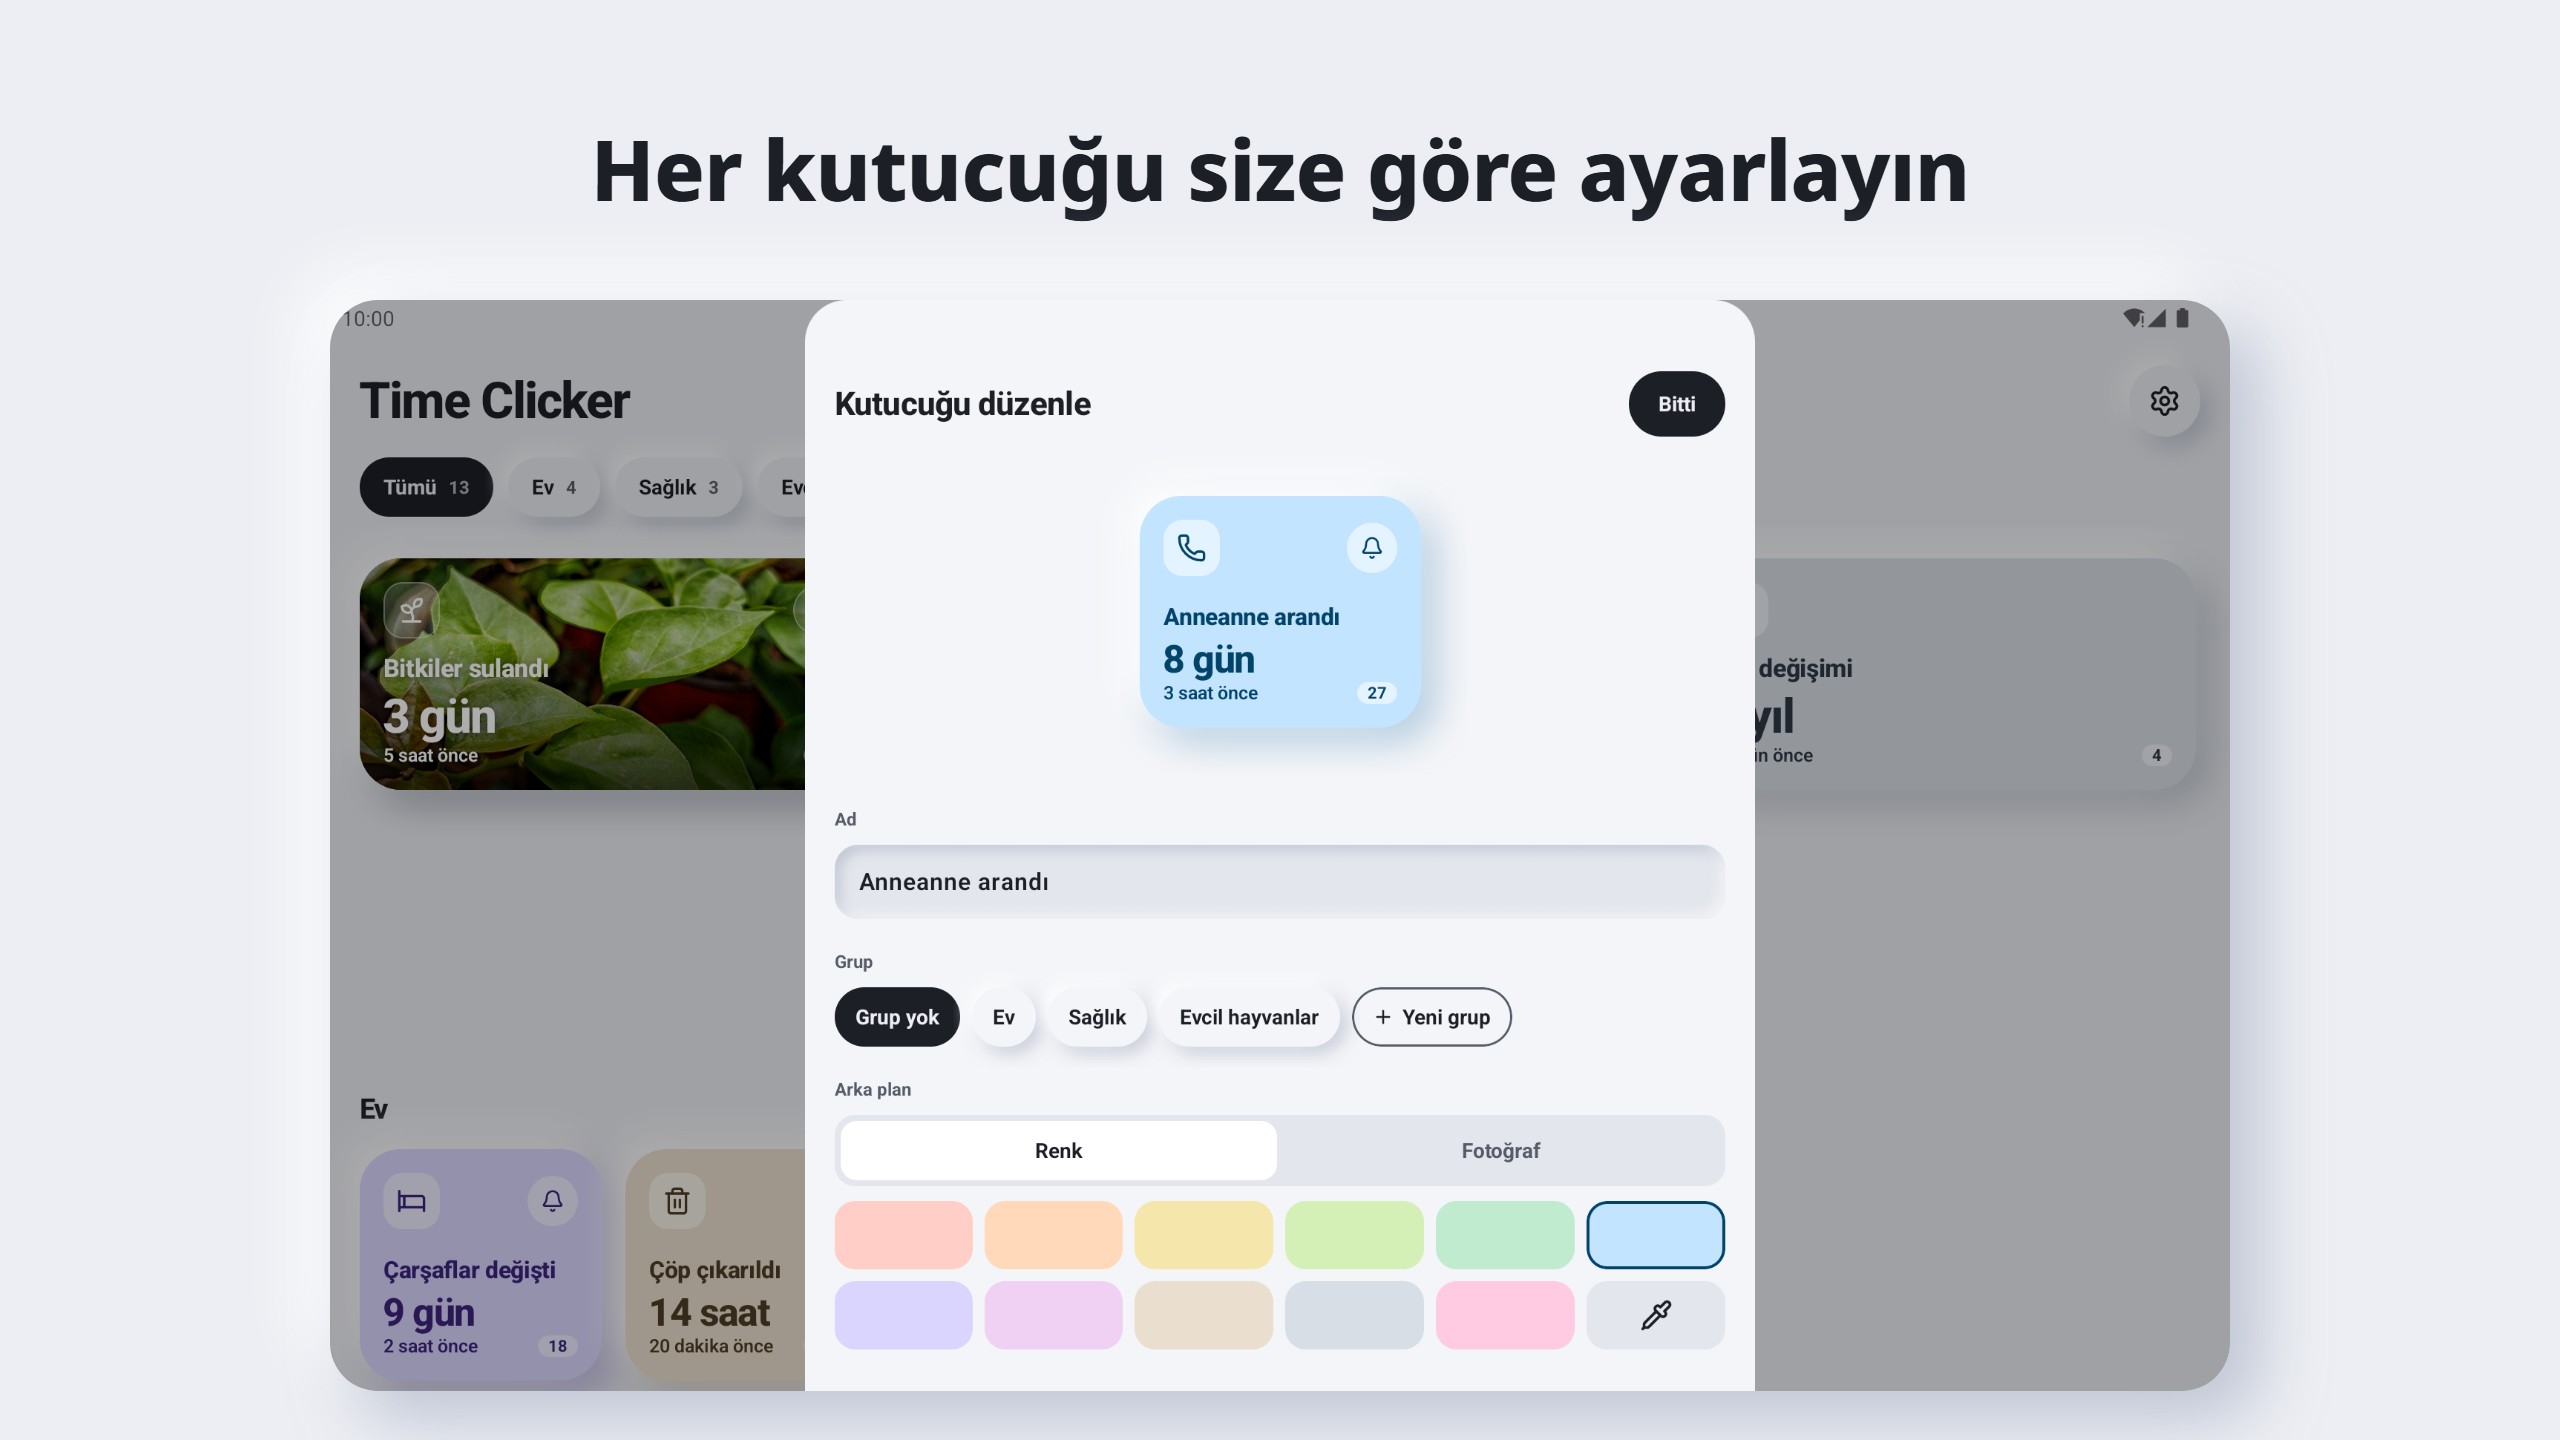 Her kutucuğu size göre ayarlayın
10:00
Time Clicker
Tümü 13
Ev 4
Sağlık 3
Bitkiler sulandı
3 gün
5 saat önce
Ev
Çarşaflar değişti
9 gün
2 saat önce
18
Çöp çıkarıldı
14 saat
20 dakika önce
Kutucuğu düzenle
Bitti
Anneanne arandı
8 gün
3 saat önce
27
Ad
Anneanne arandı
Grup
Grup yok
Ev
Sağlık
Evcil hayvanlar
+ Yeni grup
Arka plan
Renk
Fotoğraf
değişimi
yıl
önce
4